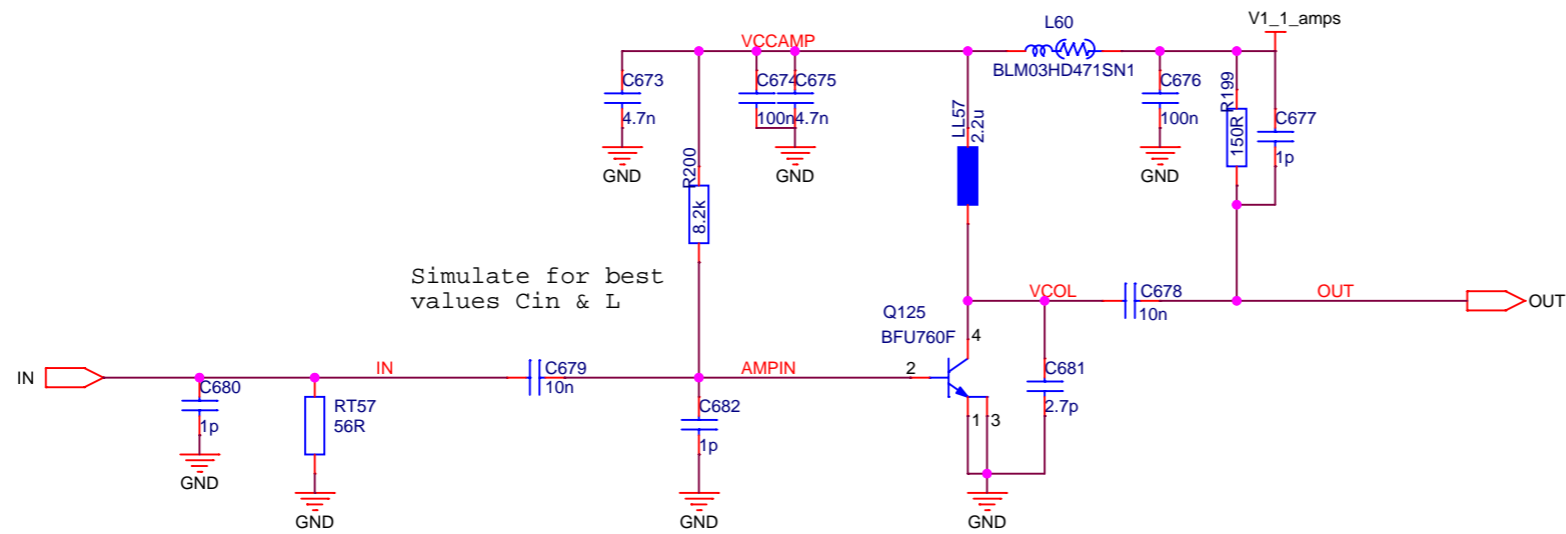 V1_1_amps
L60
VCCAMP
BLM03HD471SN1
C673
4.7n
GND
R200
8.2k
C674
100n
C675
4.7n
GND
LL57
2.2u
C676
100n
GND
R199
150R
C677
1p
Simulate for best
values Cin & L
VCOL
C678
10n
OUT
OUT
Q125
BFU760F
4
2
1
3
C681
2.7p
GND
IN
IN
C679
10n
AMPIN
C680
1p
GND
RT57
56R
GND
C682
1p
GND